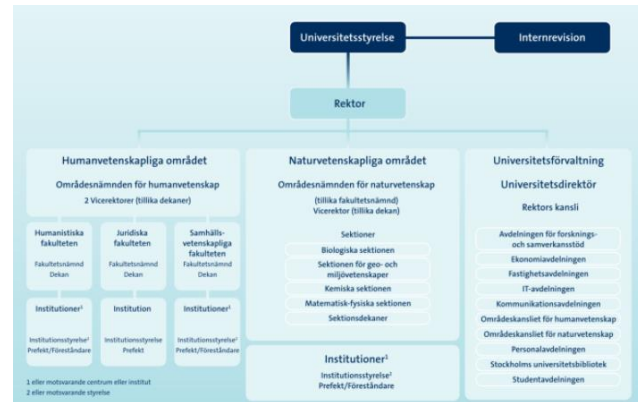 Universitetsstyrelse
Internrevision
Rektor
Humanvetenskapliga området
Områdesnämnden för humanvetenskap
2 Vicerektorer (tillika dekaner)
Humanistiska
fakulteten
Fakultetsnämnd
Dekan
Juridiska
fakulteten
Fakultetsnämnd
Dekan
Samhälls-
vetenskapliga
fakulteten
Fakultetsnämnd
Dekan
Institutioner¹
Institutionsstyrelse²
Prefekt/Föreståndare
Institution
Institutionsstyrelse
Prefekt
Institutioner¹
Institutionsstyrelse²
Prefekt/Föreståndare
1 eller motsvarande centrum eller institut
2 eller motsvarande styrelse
Naturvetenskapliga området
Områdesnämnden för naturvetenskap
(tillika fakultetsnämnd)
Vicerektor (tillika dekan)
Sektioner
Biologiska sektionen
Sektionen för geo- och
miljövetenskaper
Kemiska sektionen
Matematisk-fysiska sektionen
Sektionsdekaner
Institutioner¹
Institutionsstyrelse²
Prefekt/Föreståndare
Universitetsförvaltning
Universitetsdirektör
Rektors kansli
Avdelningen för forsknings-
och samverkansstöd
Ekonomiavdelningen
Fastighetsavdelningen
IT-avdelningen
Kommunikationsavdelningen
Områdeskansliet för humanvetenskap
Områdeskansliet för naturvetenskap
Personalavdelningen
Stockholms universitetsbibliotek
Studentavdelningen